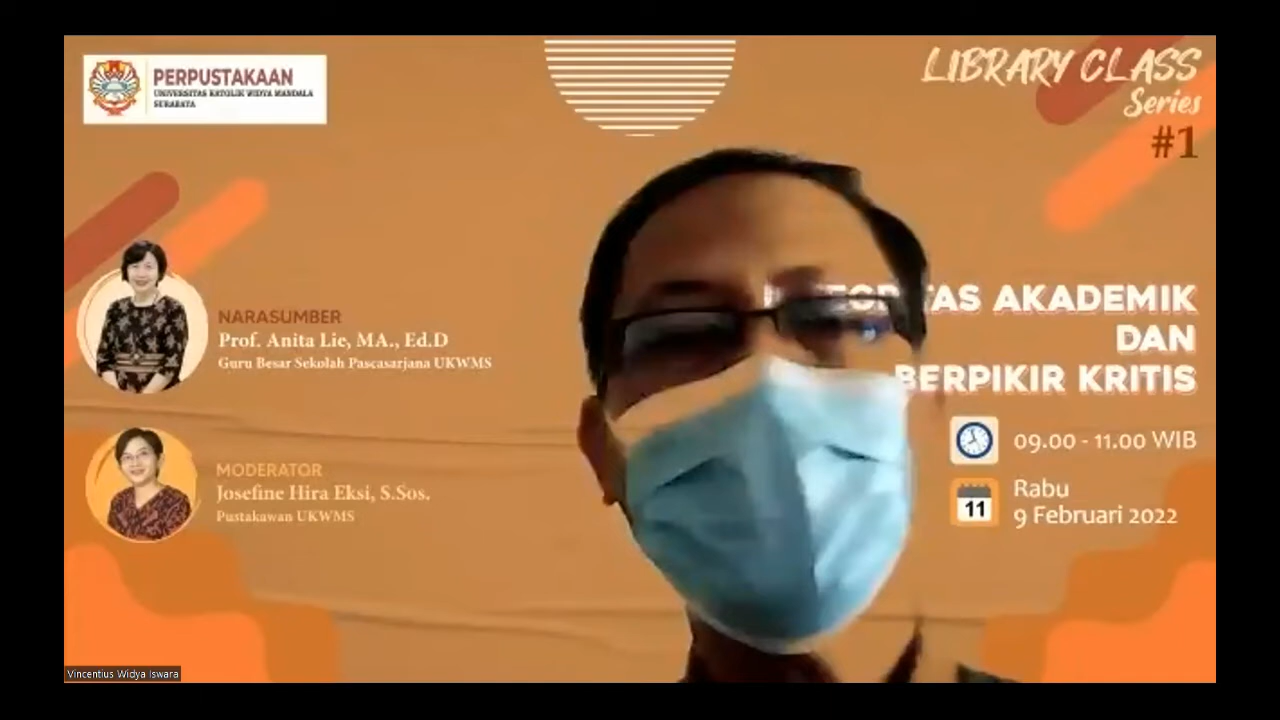 PERPUSTAKAAN
UNIVERSITAS KATOLIK WIDYA MANDALA
SURABAYA
LIBRARY CLASS
Series
#1
NARASUMBER
Prof. Anita Lie, MA., Ed.D
Guru Besar Sekolah Pascasarjana UKWMS
MODERATOR
Josefine Hira Eksi, S.Sos.
Pustakawan UKWMS
AKADEMIK
DAN
BERPIKIR KRITIS
09.00 - 11.00 WIB
11
Rabu
9 Februari 2022
Vincentius Widya Iswara